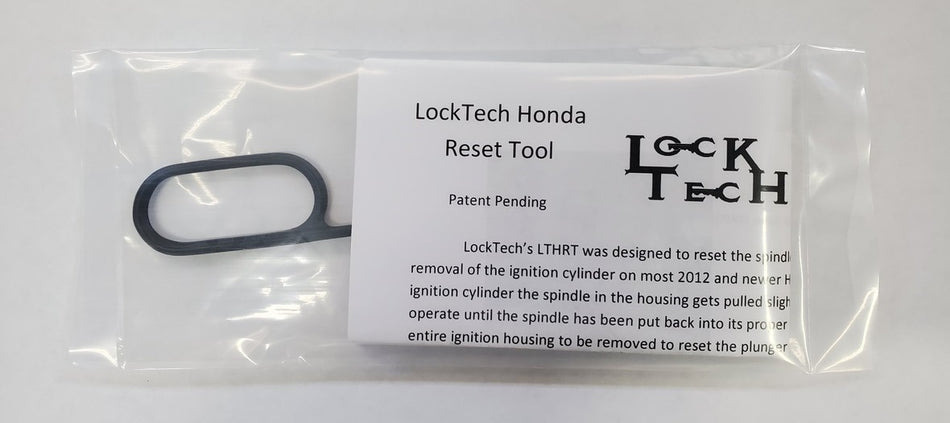 LockTech Honda
Reset Tool
LOCK
TECH
Patent Pending
LockTech's LTHRT was designed to reset the spindl
removal of the ignition cylinder on most 2012 and newer H
ignition cylinder the spindle in the housing gets pulled sligh
operate until the spindle has been put back into its proper
entire ignition housing to be removed to reset the plunger